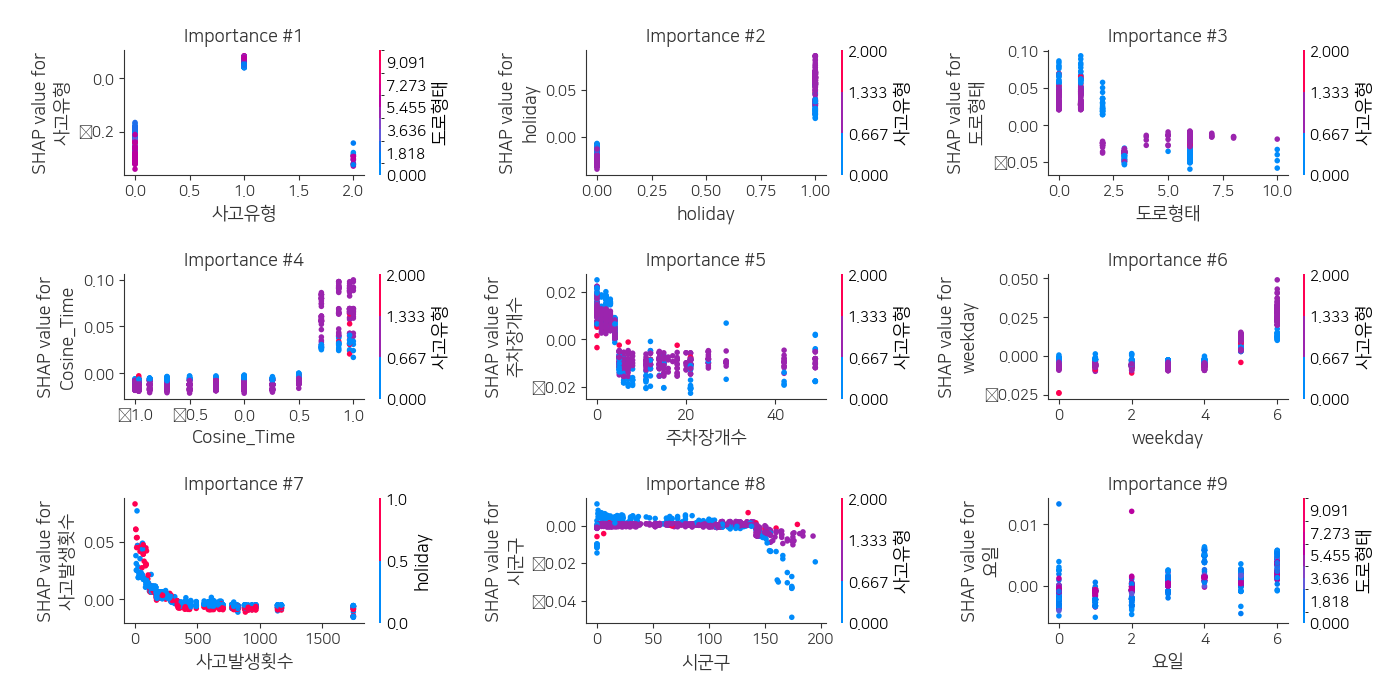 Importance #1
SHAP value for
사고유형
0.0
0.2
0.0
0.5
1.0
1.5
2.0
사고유형
9.091
7.273
5.455
3.636
1.818
0.000
도로형태
Importance #2
SHAP value for
holiday
0.05
0.00
0.00
0.25
0.50
0.75
1.00
holiday
2.000
1.333
0.667
0.000
사고유형
Importance #3
SHAP value for
도로형태
0.10
0.05
0.00
0.05
0.0
2.5
5.0
7.5
10.0
도로형태
2.000
1.333
0.667
0.000
사고유형
Importance #4
SHAP value for
Cosine_Time
0.10
0.05
0.00
1.0
0.5
0.0
0.5
1.0
Cosine_Time
2.000
1.333
0.667
0.000
사고유형
Importance #5
SHAP value for
주차장개수
0.02
0.00
0.02
0
20
40
주차장개수
2.000
1.333
0.667
0.000
사고유형
Importance #6
SHAP value for
weekday
0.050
0.025
0.000
0.025
0
2
4
6
weekday
2.000
1.333
0.667
0.000
사고유형
Importance #7
SHAP value for
사고발생횟수
0.05
0.00
0
500
1000
1500
사고발생횟수
1.0
0.5
0.0
holiday
Importance #8
SHAP value for
시군구
0.00
0.02
0.04
0
50
100
150
200
시군구
2.000
1.333
0.667
0.000
사고유형
Importance #9
SHAP value for
요일
0.01
0.00
0
2
4
6
요일
9.091
7.273
5.455
3.636
1.818
0.000
도로형태